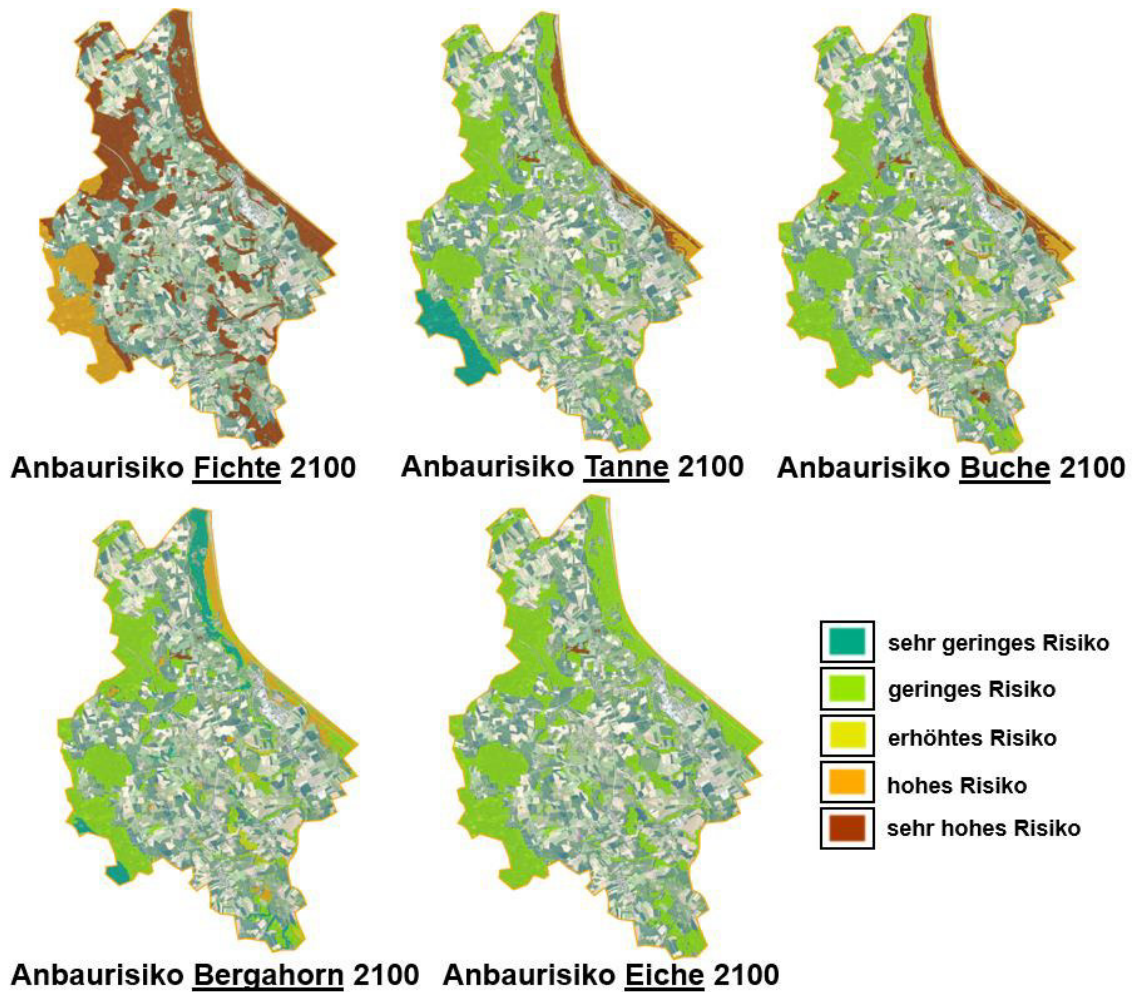 Anbaurisiko Fichte 2100
Anbaurisiko Tanne 2100
Anbaurisiko Buche 2100
sehr geringes Risiko
geringes Risiko
erhöhtes Risiko
hohes Risiko
sehr hohes Risiko
Anbaurisiko Bergahorn 2100
Anbaurisiko Eiche 2100